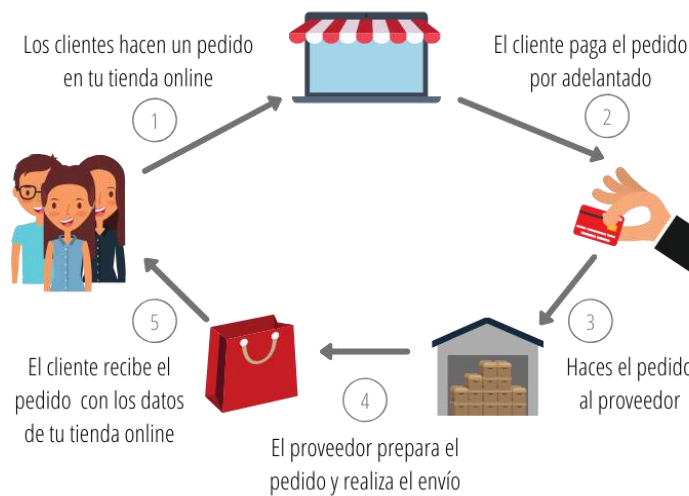 Los clientes hacen un pedido
en tu tienda online
1
El cliente paga el pedido
por adelantado
2
3
Haces el pedido
al proveedor
4
El proveedor prepara el
pedido y realiza el envío
5
El cliente recibe el
pedido con los datos
de tu tienda online